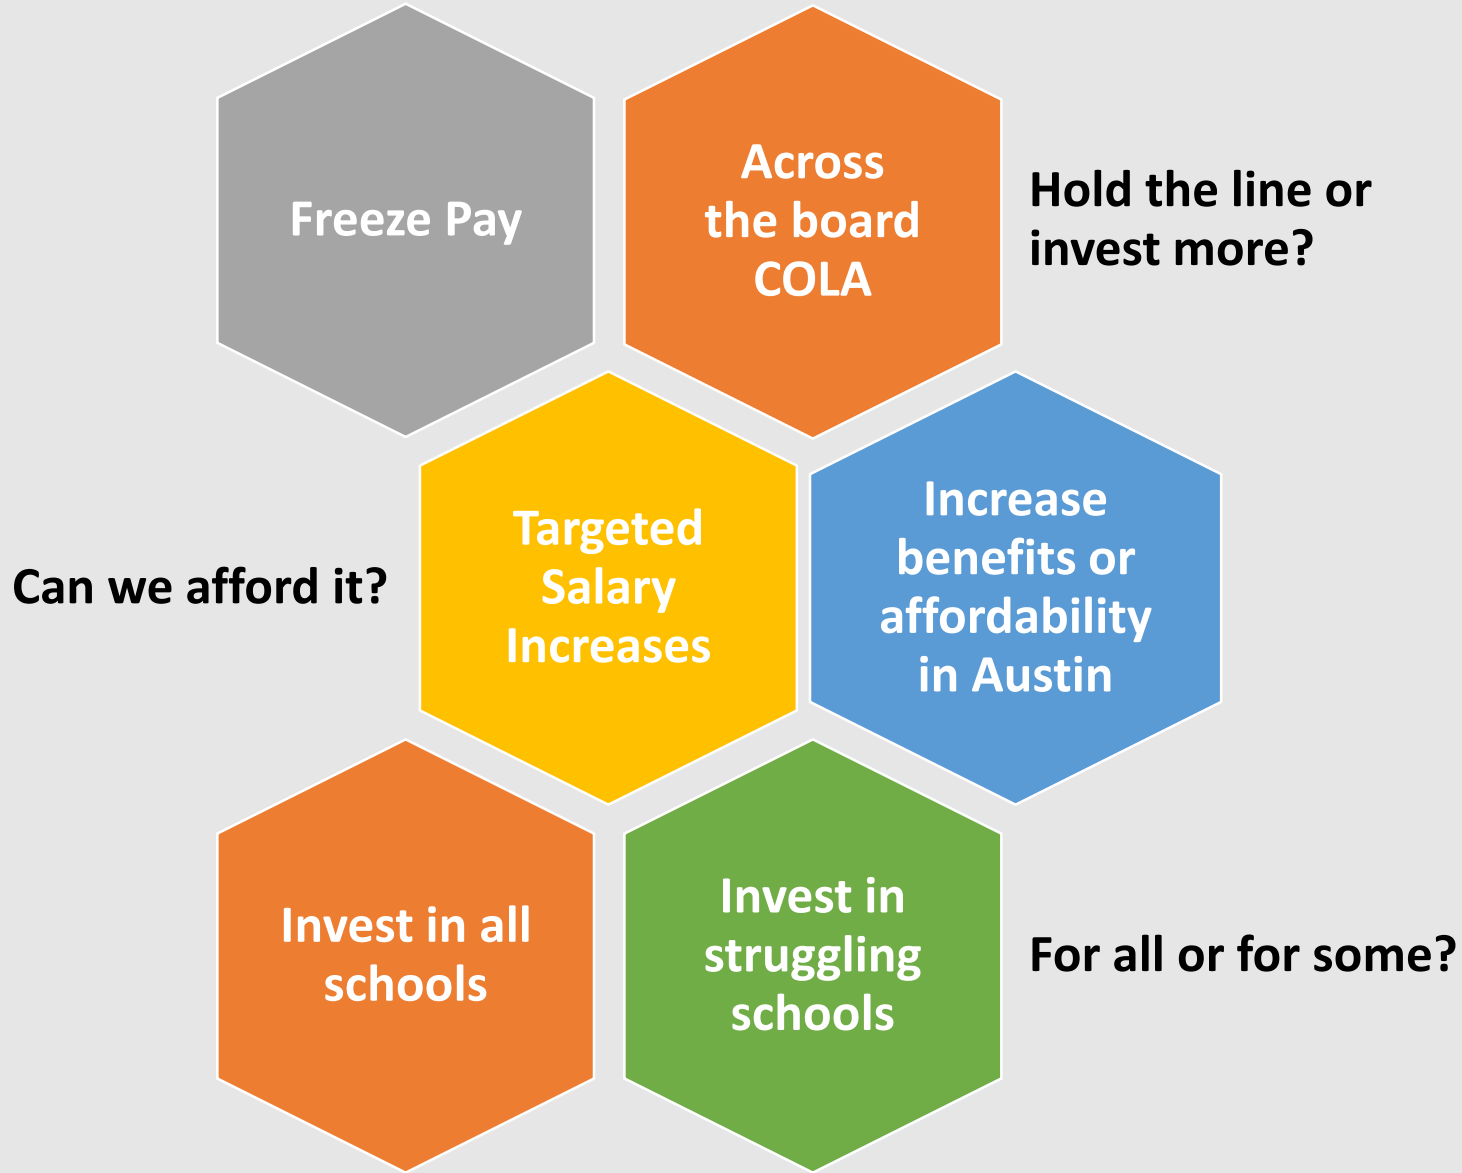 Freeze Pay
Across
the board
COLA
Hold the line or
invest more?
Can we afford it?
Targeted
Salary
Increases
Increase
benefits or
affordability
in Austin
Invest in all
schools
Invest in
struggling
schools
For all or for some?